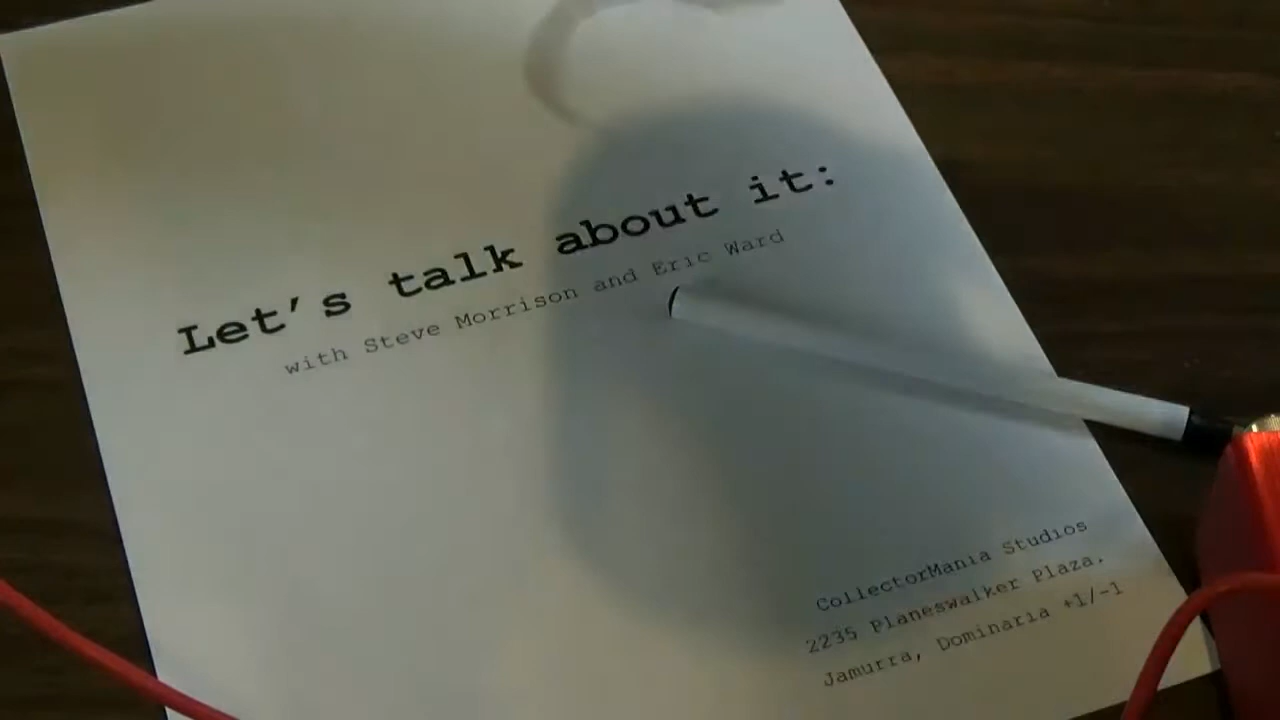 Let's talk about it:
with Steve Morrison and Eric Ward
CollectorMania Studios
2235 Planeswalker Plaza,
Jamurra, Dominaria +1/-1